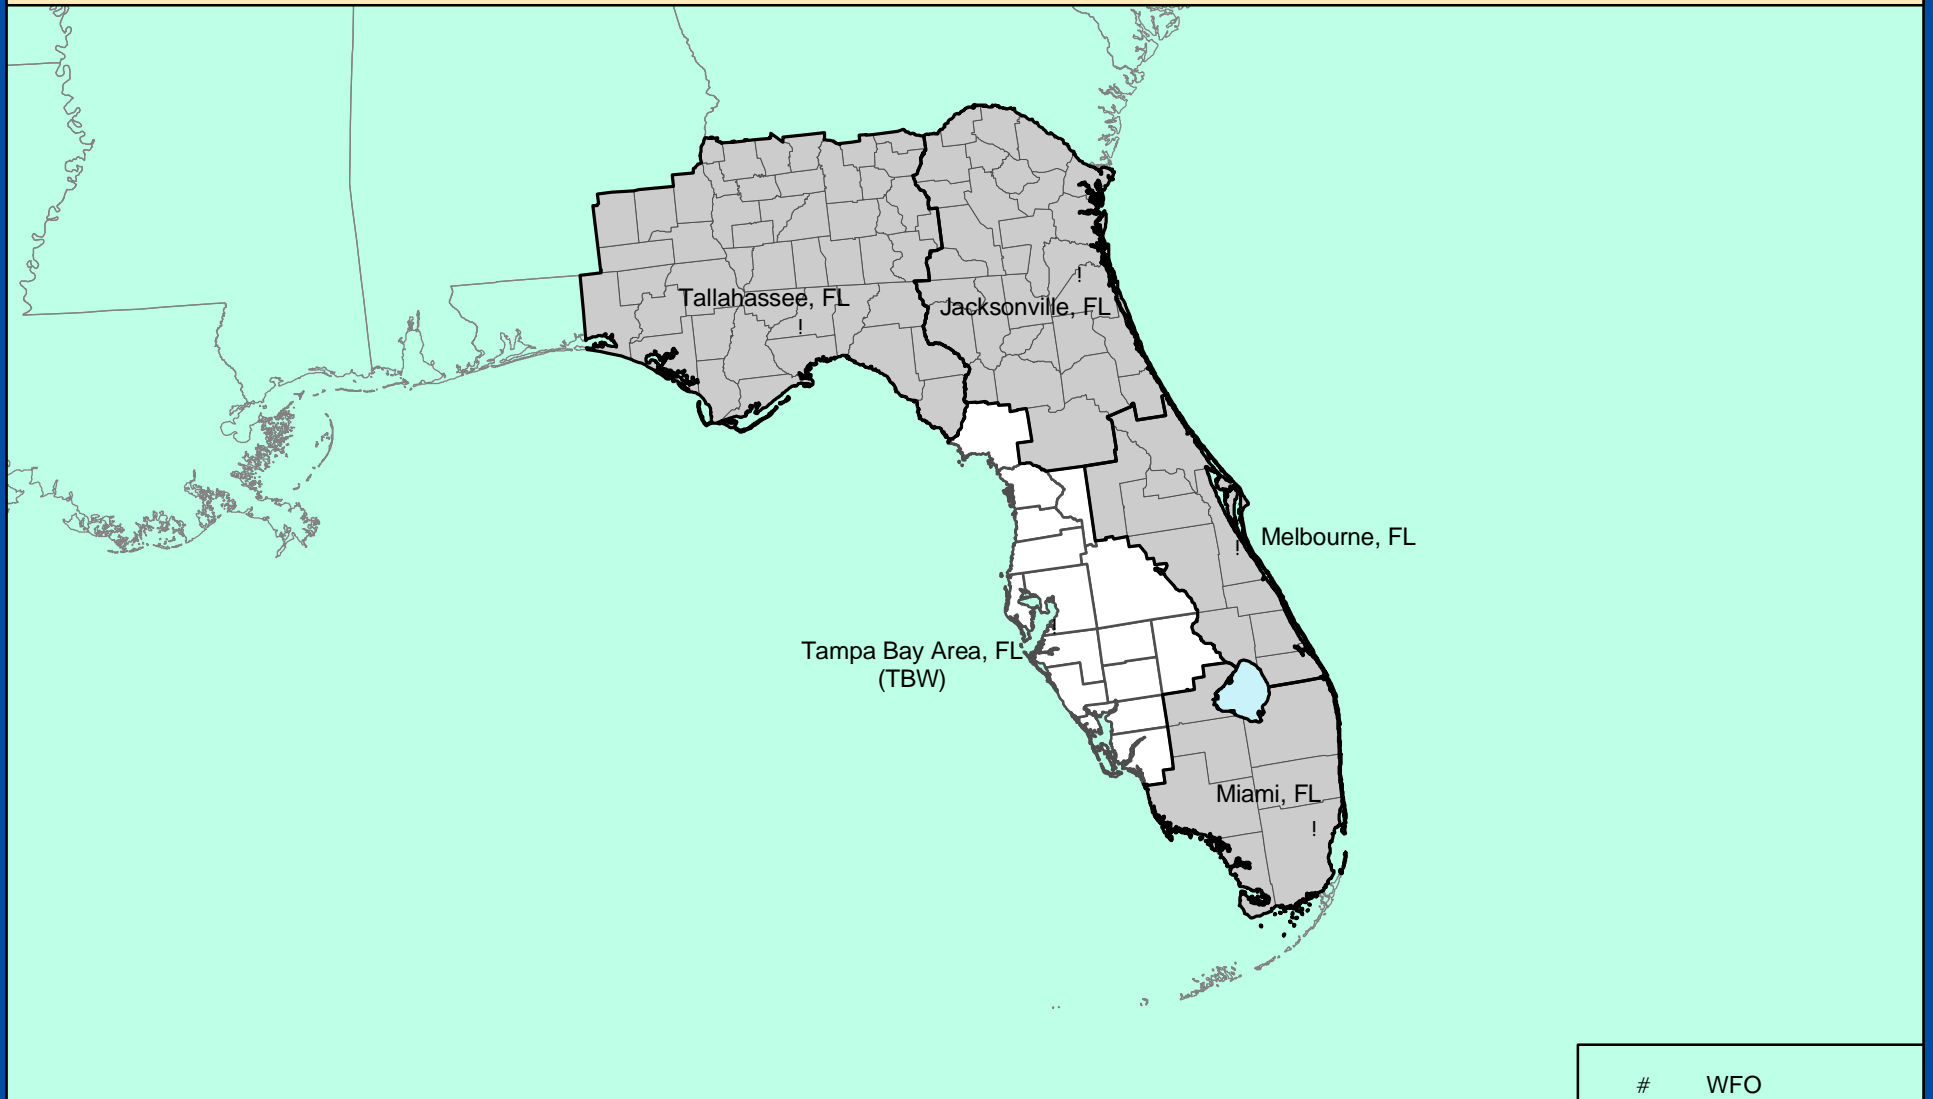 Tallahassee, FL
!
Jacksonville, FL
!
Melbourne, FL
!
Tampa Bay Area, FL
(TBW)
!
Miami, FL
!
# WFO